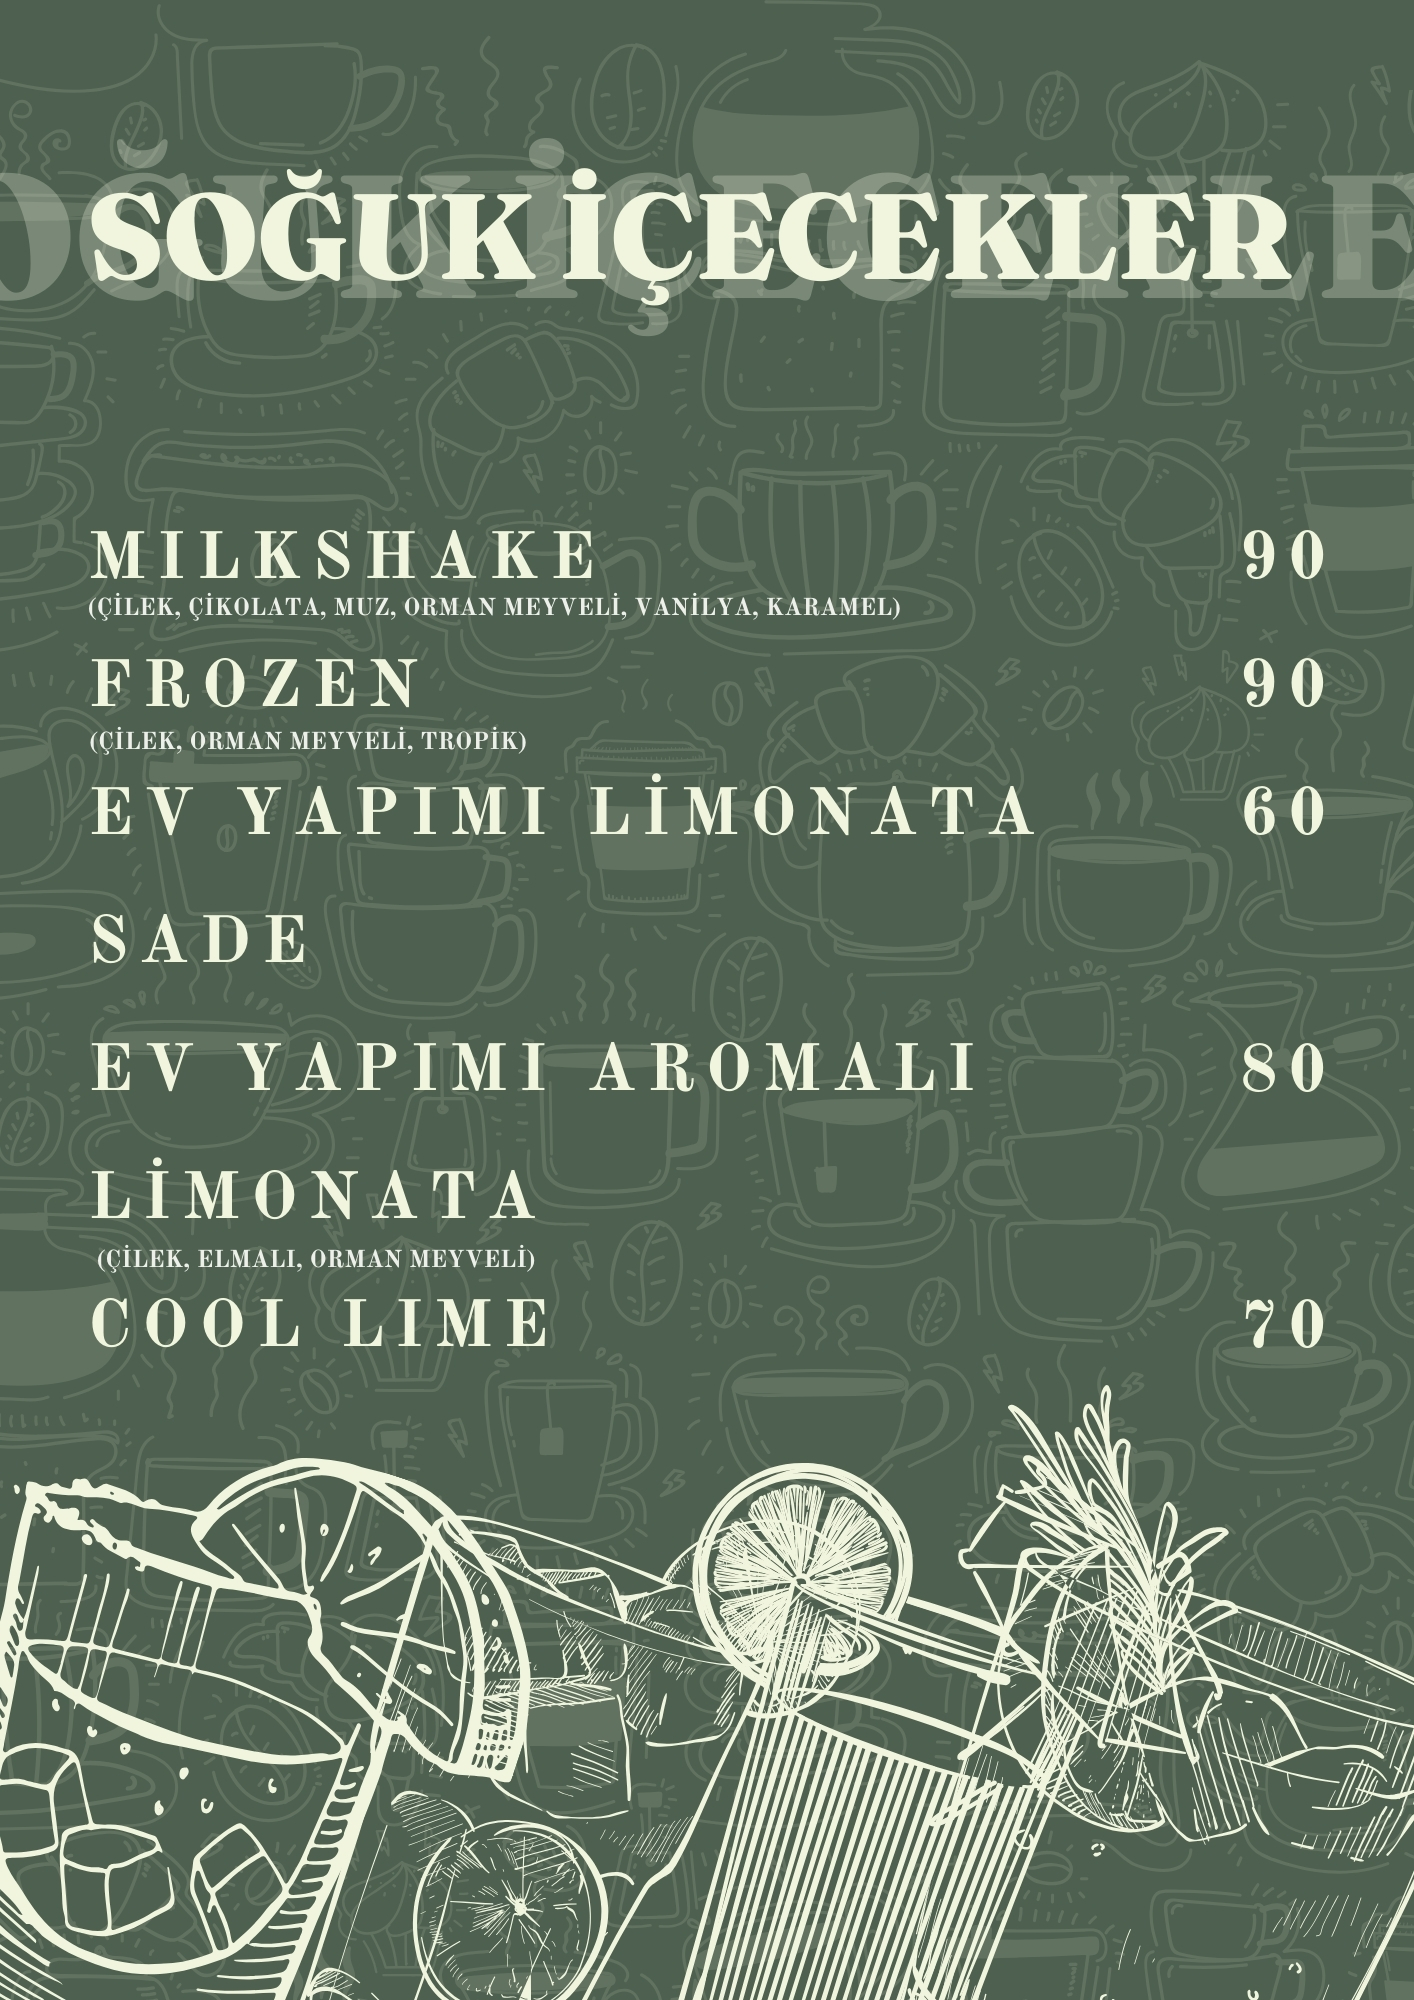 SOĞUK İÇECEKLER
MILKSHAKE 90
(ÇİLEK, ÇİKOLATA, MUZ, ORMAN MEYVELİ, VANİLYA, KARAMEL)
FROZEN 90
(ÇİLEK, ORMAN MEYVELİ, TROPİK)
EV YAPIMI LİMONATA 60
SADE
EV YAPIMI AROMALI 80
LİMONATA
(ÇİLEK, ELMALI, ORMAN MEYVELİ)
COOL LIME 70